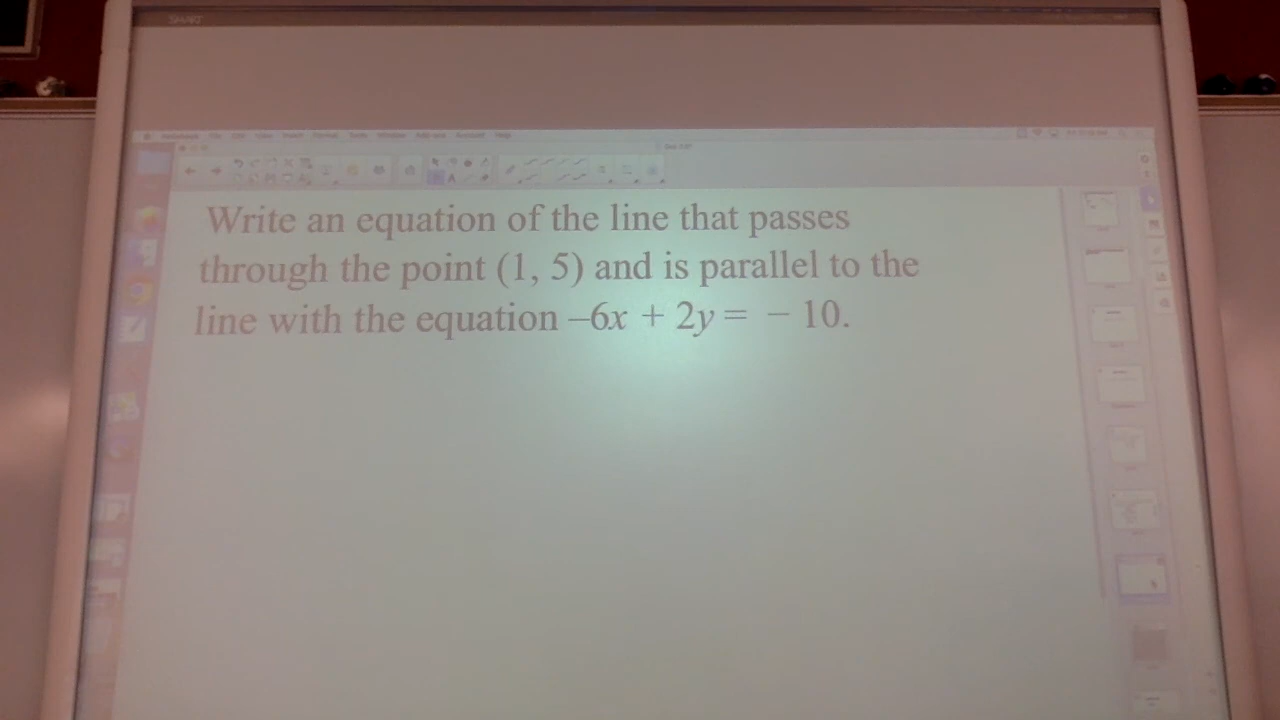 SMART
Write an equation of the line that passes
through the point (1, 5) and is parallel to the
line with the equation –6x + 2y = – 10.